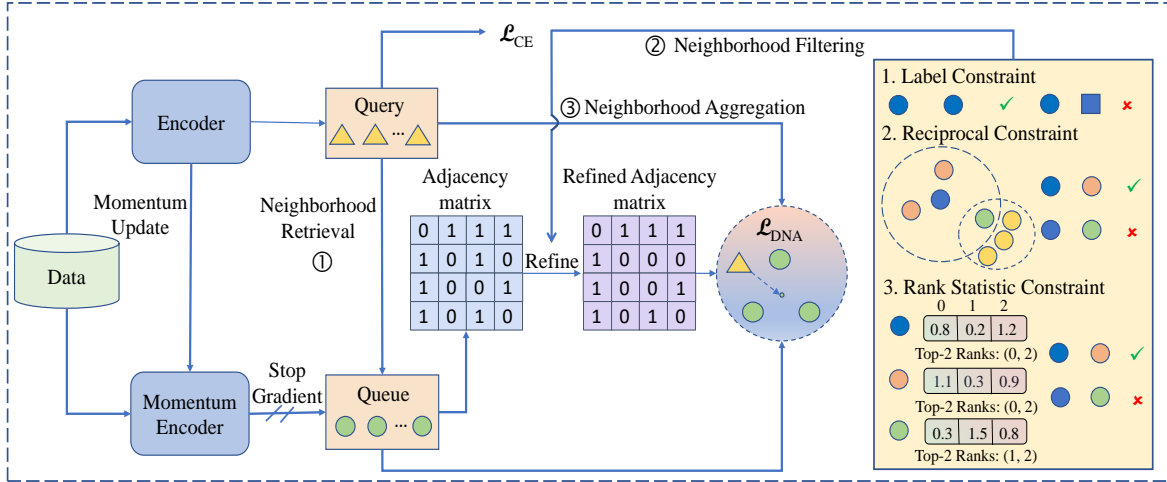 ℒCE
② Neighborhood Filtering
Query
...
Encoder
③ Neighborhood Aggregation
Momentum
Update
Neighborhood
Retrieval
①
Data
Adjacency
matrix
0 1 1 1
1 0 1 0
1 0 0 1
1 0 1 0
Refine
Refined Adjacency
matrix
0 1 1 1
1 0 0 0
1 0 0 1
1 0 1 0
ℒDNA
Momentum
Encoder
Stop
Gradient
Queue
...
1. Label Constraint
✓ ✘
2. Reciprocal Constraint
✓
✘
3. Rank Statistic Constraint
0 1 2
0.8 0.2 1.2
Top-2 Ranks: (0, 2)
✓
1.1 0.3 0.9
Top-2 Ranks: (0, 2)
✘
0.3 1.5 0.8
Top-2 Ranks: (1, 2)